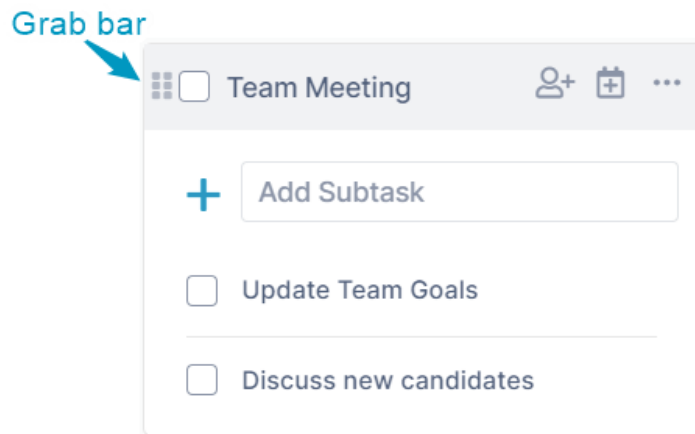 Grab bar
Team Meeting
Add Subtask
Update Team Goals
Discuss new candidates